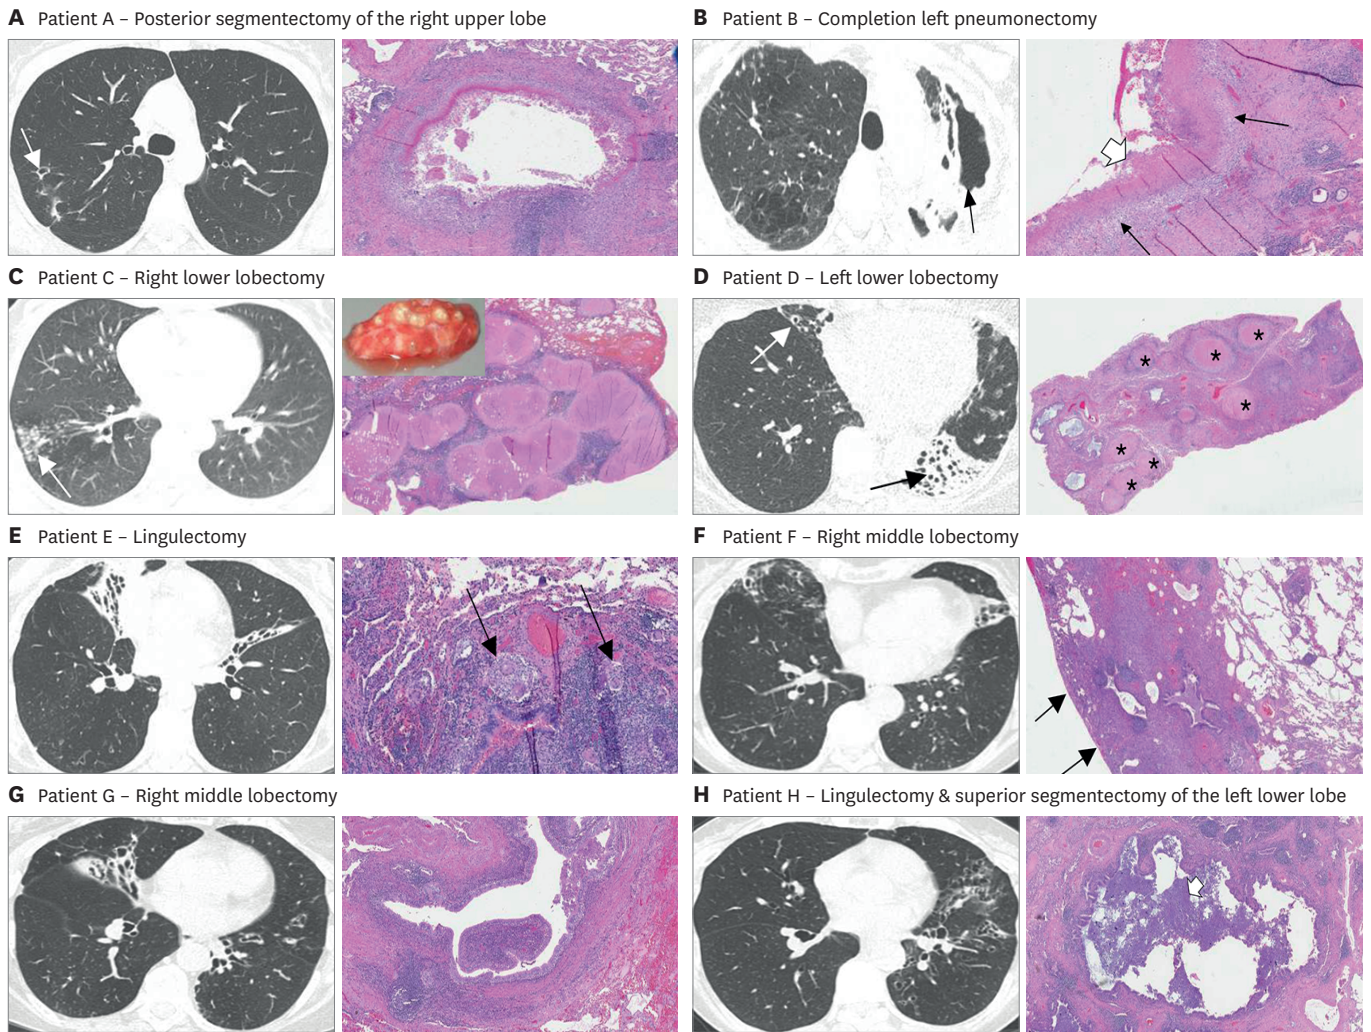 A Patient A – Posterior segmentectomy of the right upper lobe
B Patient B – Completion left pneumonectomy
C Patient C – Right lower lobectomy
D Patient D – Left lower lobectomy
* * * * * * *
E Patient E – Lingulectomy
F Patient F – Right middle lobectomy
G Patient G – Right middle lobectomy
H Patient H – Lingulectomy & superior segmentectomy of the left lower lobe